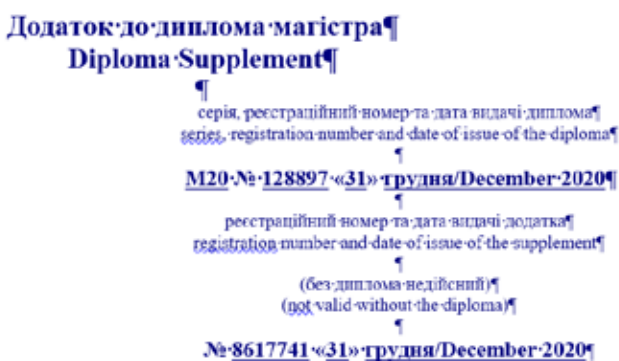 Додаток до диплома магістра
Diploma Supplement
серія, реєстраційний номер та дата видачі диплома
series, registration number and date of issue of the diploma
М20 № 128897 «31» грудня/December 2020
реєстраційний номер та дата видачі додатка
registration number and date of issue of the supplement
(без диплома недійсний)
(not valid without the diploma)
№ 8617741 «31» грудня/December 2020